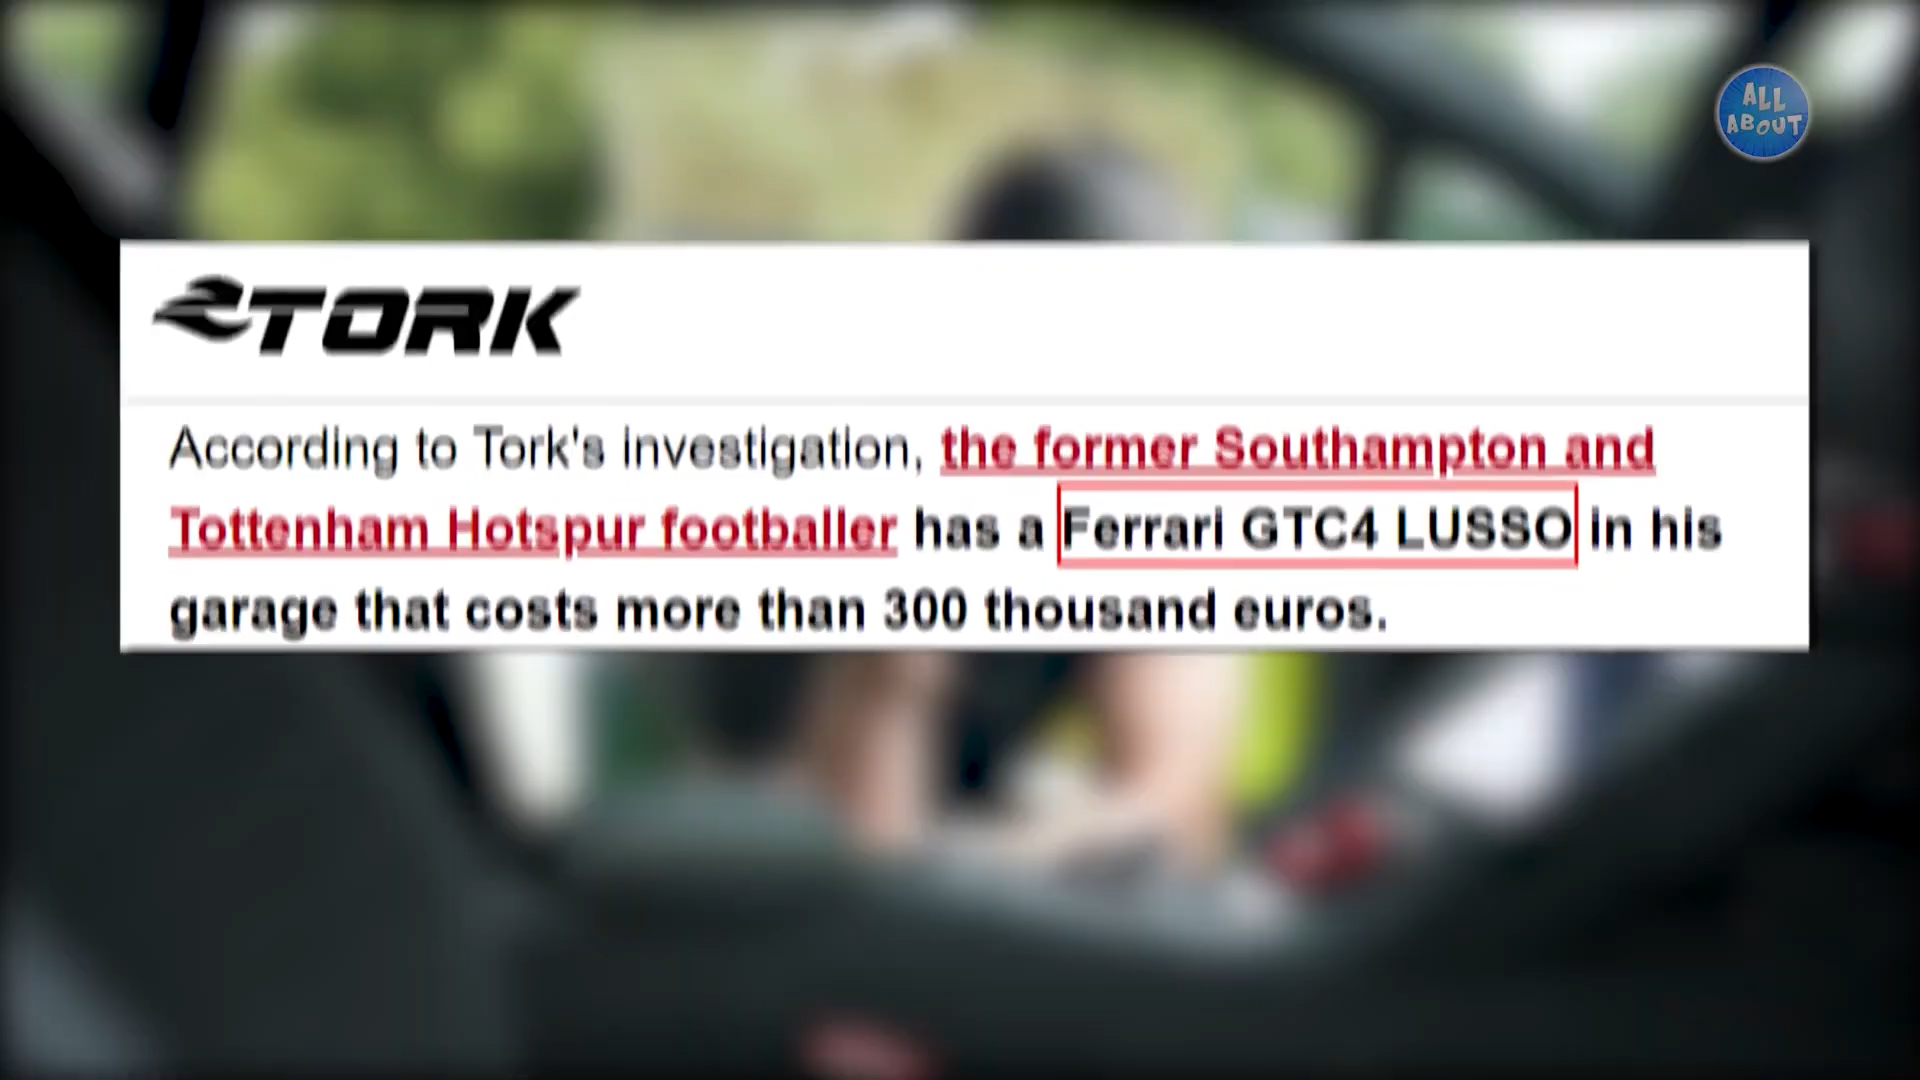 ALL
ABOUT
TORK
According to Tork's investigation, the former Southampton and
Tottenham Hotspur footballer has a Ferrari GTC4 LUSSO in his
garage that costs more than 300 thousand euros.